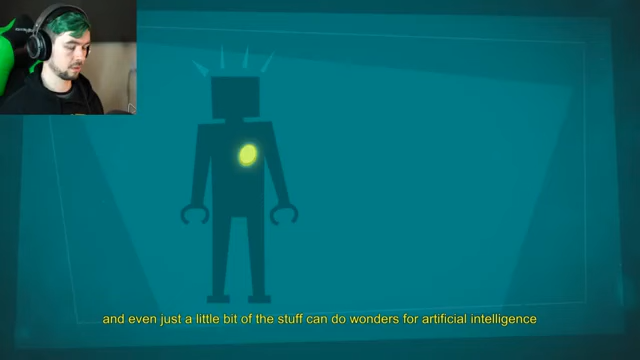 and even just a little bit of the stuff can do wonders for artificial intelligence